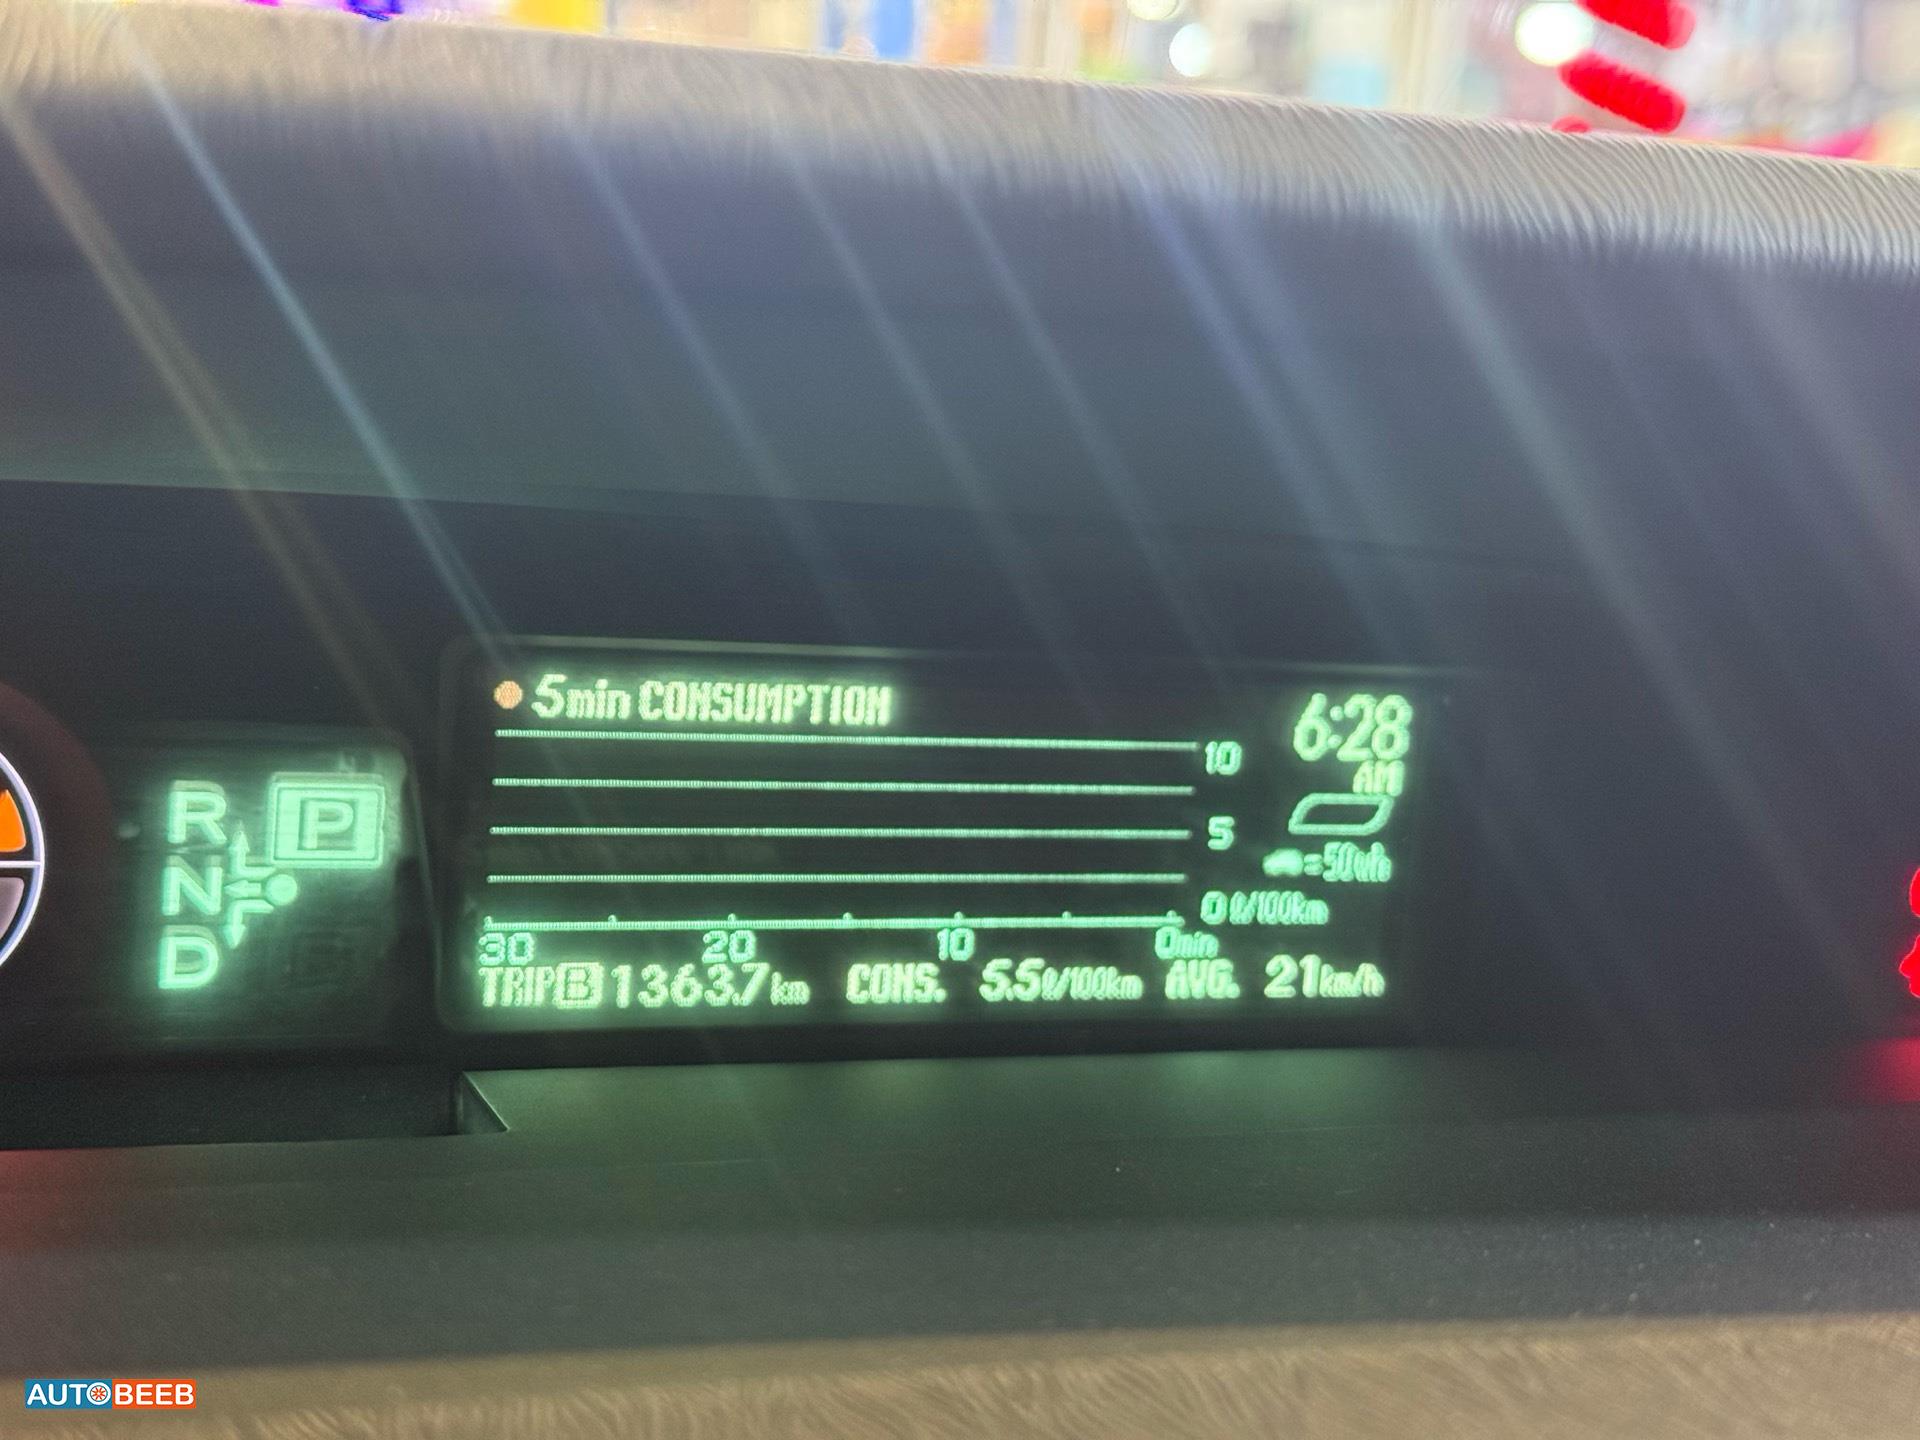 5min CONSUMPTION
6:28
AM
10
5
=50wh
0 ℓ/100km
30 20 10 0min
TRIP B 1363.7km CONS. 5.5ℓ/100km AVG. 21km/h
R
P
N
D
AUTOBEEB